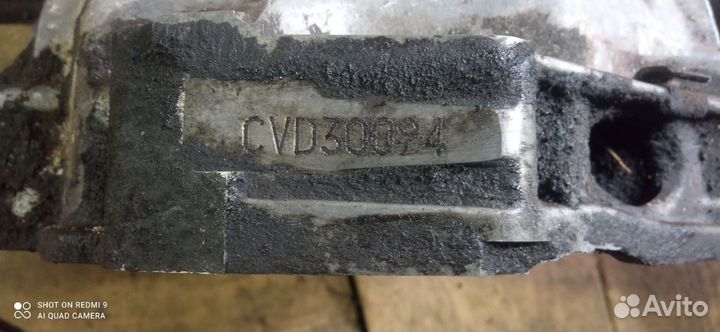 CVD30094
SHOT ON REDMI 9
AI QUAD CAMERA
Avito